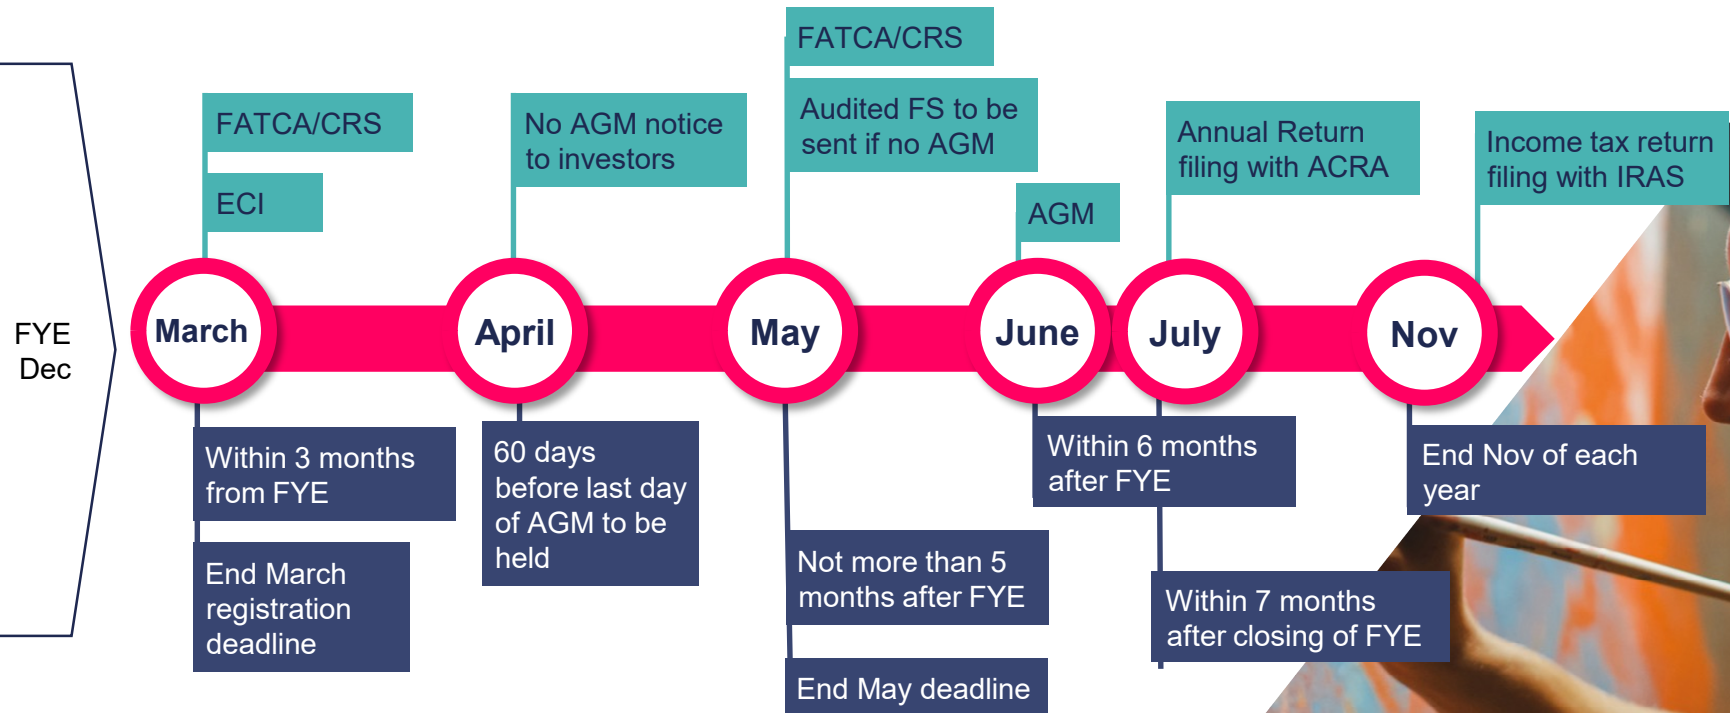 FYE
Dec
FATCA/CRS
ECI
March
Within 3 months
from FYE
End March
registration
deadline
No AGM notice
to investors
April
60 days
before last day
of AGM to be
held
FATCA/CRS
Audited FS to be
sent if no AGM
May
Not more than 5
months after FYE
End May deadline
AGM
June
Within 6 months
after FYE
Annual Return
filing with ACRA
July
Within 7 months
after closing of FYE
Income tax return
filing with IRAS
Nov
End Nov of each
year